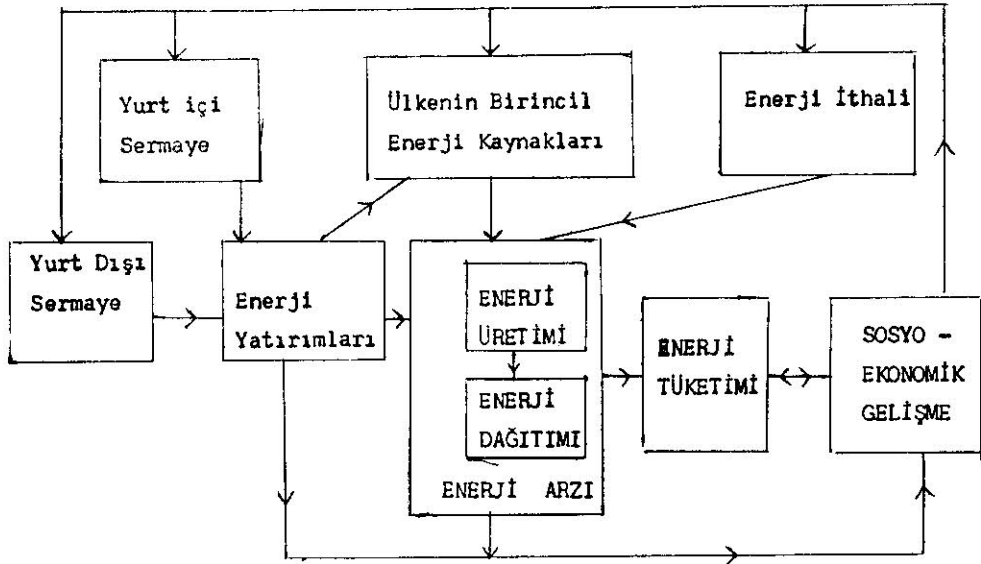 Yurt içi
Sermaye
Ülkenin Birincil
Enerji Kaynakları
Enerji İthali
Yurt Dışı
Sermaye
Enerji
Yatırımları
ENERJİ
ÜRETİMİ
ENERJİ
DAĞITIMI
ENERJİ ARZI
ENERJİ
TÜKETİMİ
SOSYO -
EKONOMİK
GELİŞME